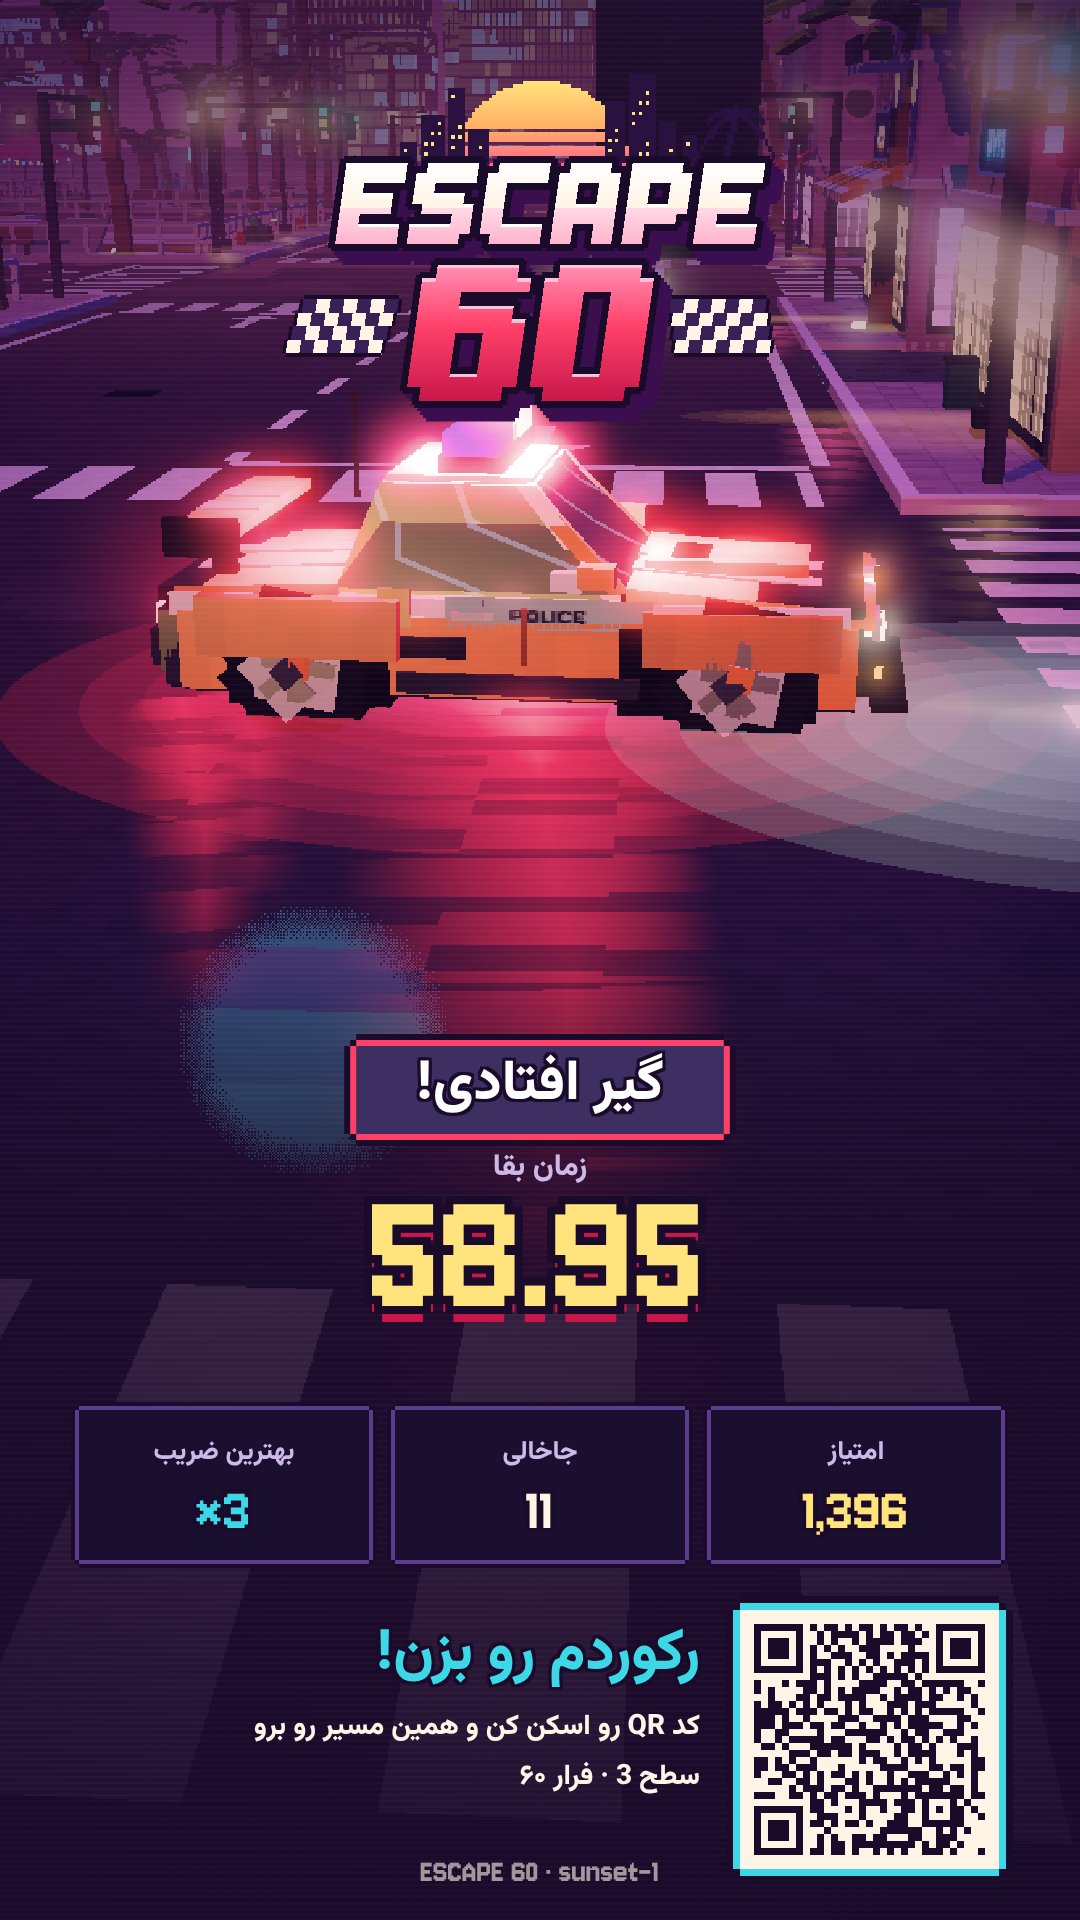 ESCAPE
60
POLICE
گیر افتادی!
زمان بقا
58.95
امتیاز
1,396
جاخالی
11
بهترین ضریب
×3
رکوردم رو بزن!
کد QR رو اسکن کن و همین مسیر رو برو
سطح 3 · فرار ۶۰
ESCAPE 60 · sunset-1